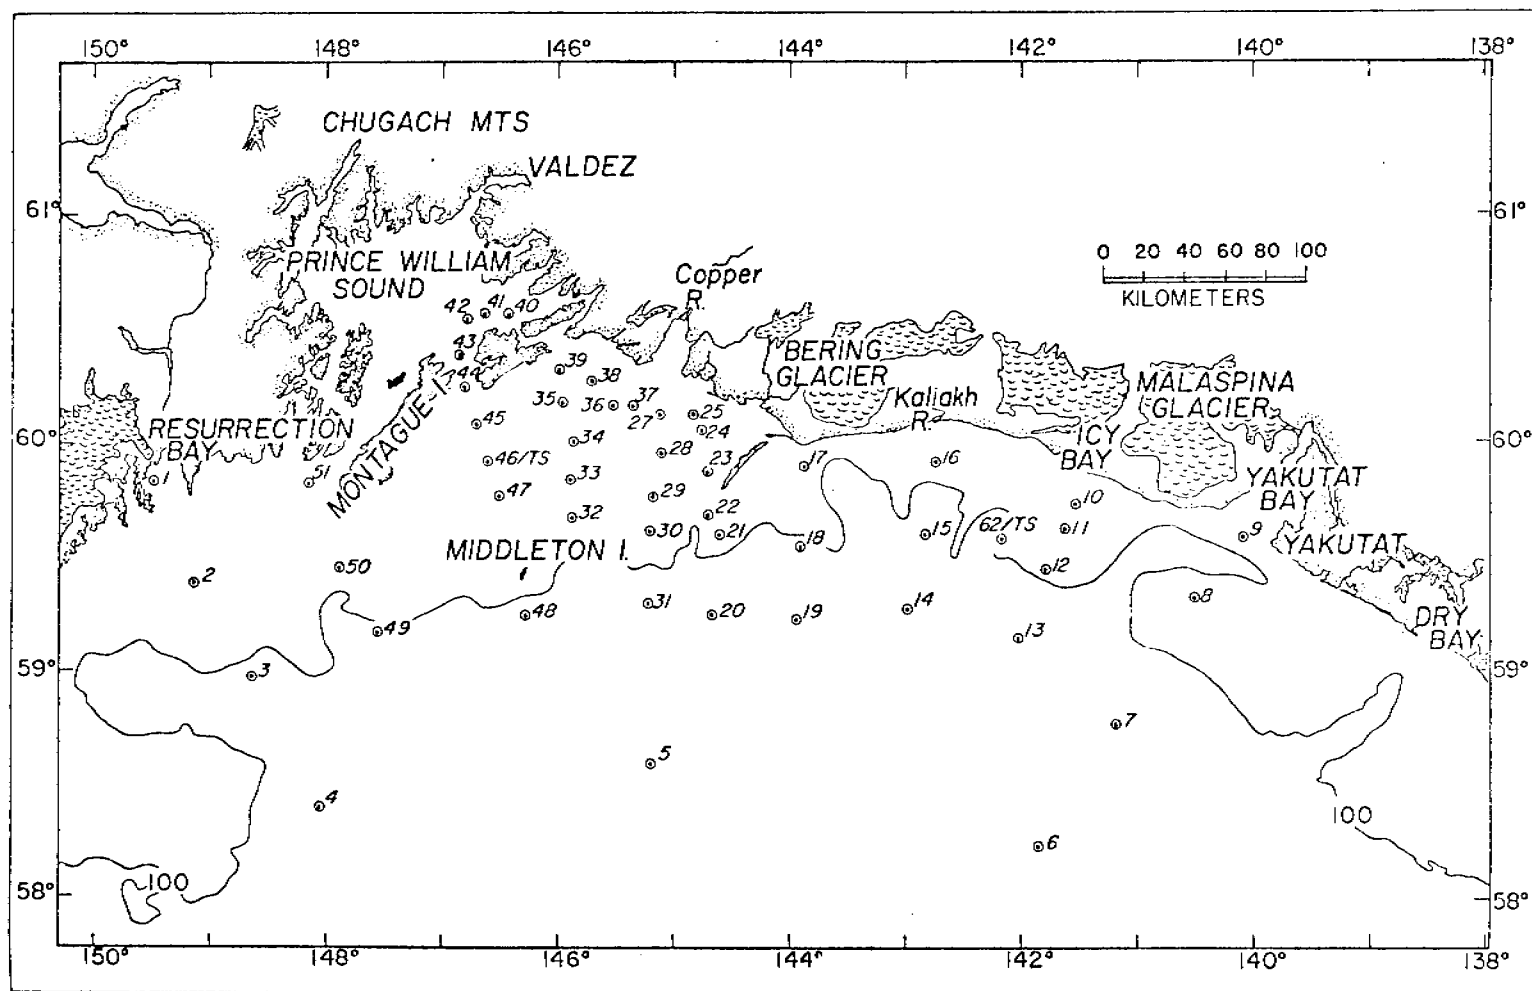 150° 148° 146° 144° 142° 140° 138°
CHUGACH MTS
VALDEZ
61° 61°
PRINCE WILLIAM
SOUND
Copper
R.
0 20 40 60 80 100
KILOMETERS
42 41 40
43
44
39
38
BERING
GLACIER
MALASPINA
GLACIER
35 36 37
27 25
Kaliakh
R.
MONTAGUE I.
45
24
60° 60°
RESURRECTION
BAY
34
28
ICY
BAY
46/TS
23
17
16
1
51
33
YAKUTAT
BAY
47
29
10
32
22
30 21
18
15
62/TS
11
9
MIDDLETON I.
YAKUTAT
2
50
12
8
31
48
20
19
14
49
13
DRY
BAY
59° 59°
3
7
5
4
100
6
58° 58°
100
150° 148° 146° 144° 142° 140° 138°